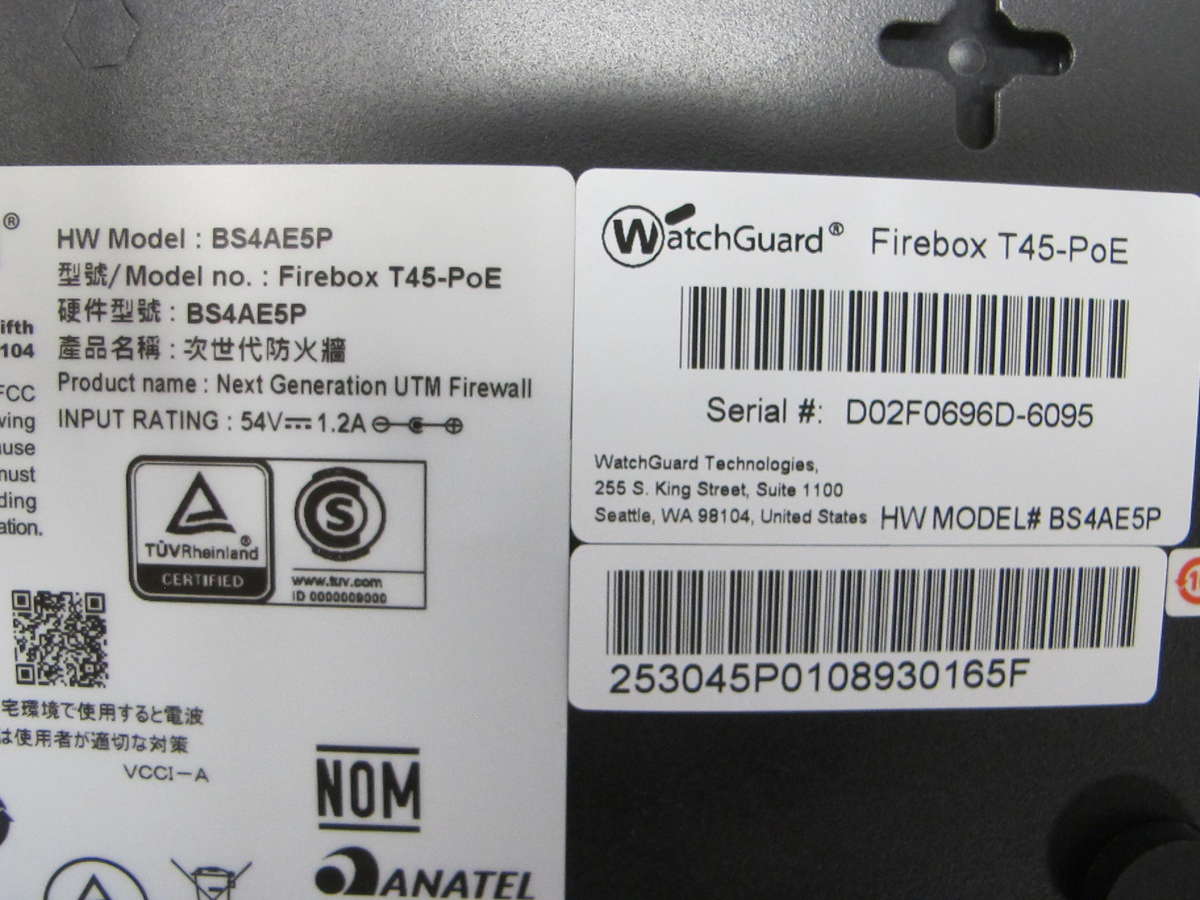 ®
HW Model : BS4AE5P
型號/Model no. : Firebox T45-PoE
硬件型號 : BS4AE5P
產品名稱 : 次世代防火牆
Product name : Next Generation UTM Firewall
INPUT RATING : 54V⎓1.2A
ifth
104
FCC
ving
ause
must
ding
ation.
TÜVRheinland®
CERTIFIED
S
www.tuv.com
ID 0000009000
宅環境で使用すると電波
は使用者が適切な対策
VCCI-A
NOM
ANATEL
WatchGuard® Firebox T45-PoE
Serial #: D02F0696D-6095
WatchGuard Technologies,
255 S. King Street, Suite 1100
Seattle, WA 98104, United States HW MODEL# BS4AE5P
253045P0108930165F